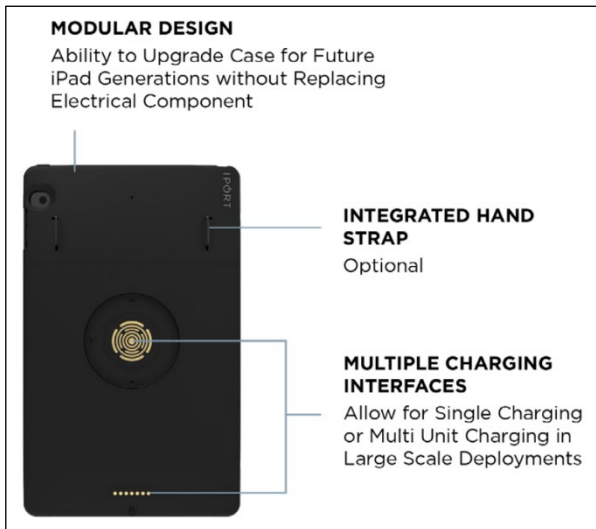 MODULAR DESIGN
Ability to Upgrade Case for Future
iPad Generations without Replacing
Electrical Component
IPORT
INTEGRATED HAND
STRAP
Optional
MULTIPLE CHARGING
INTERFACES
Allow for Single Charging
or Multi Unit Charging in
Large Scale Deployments